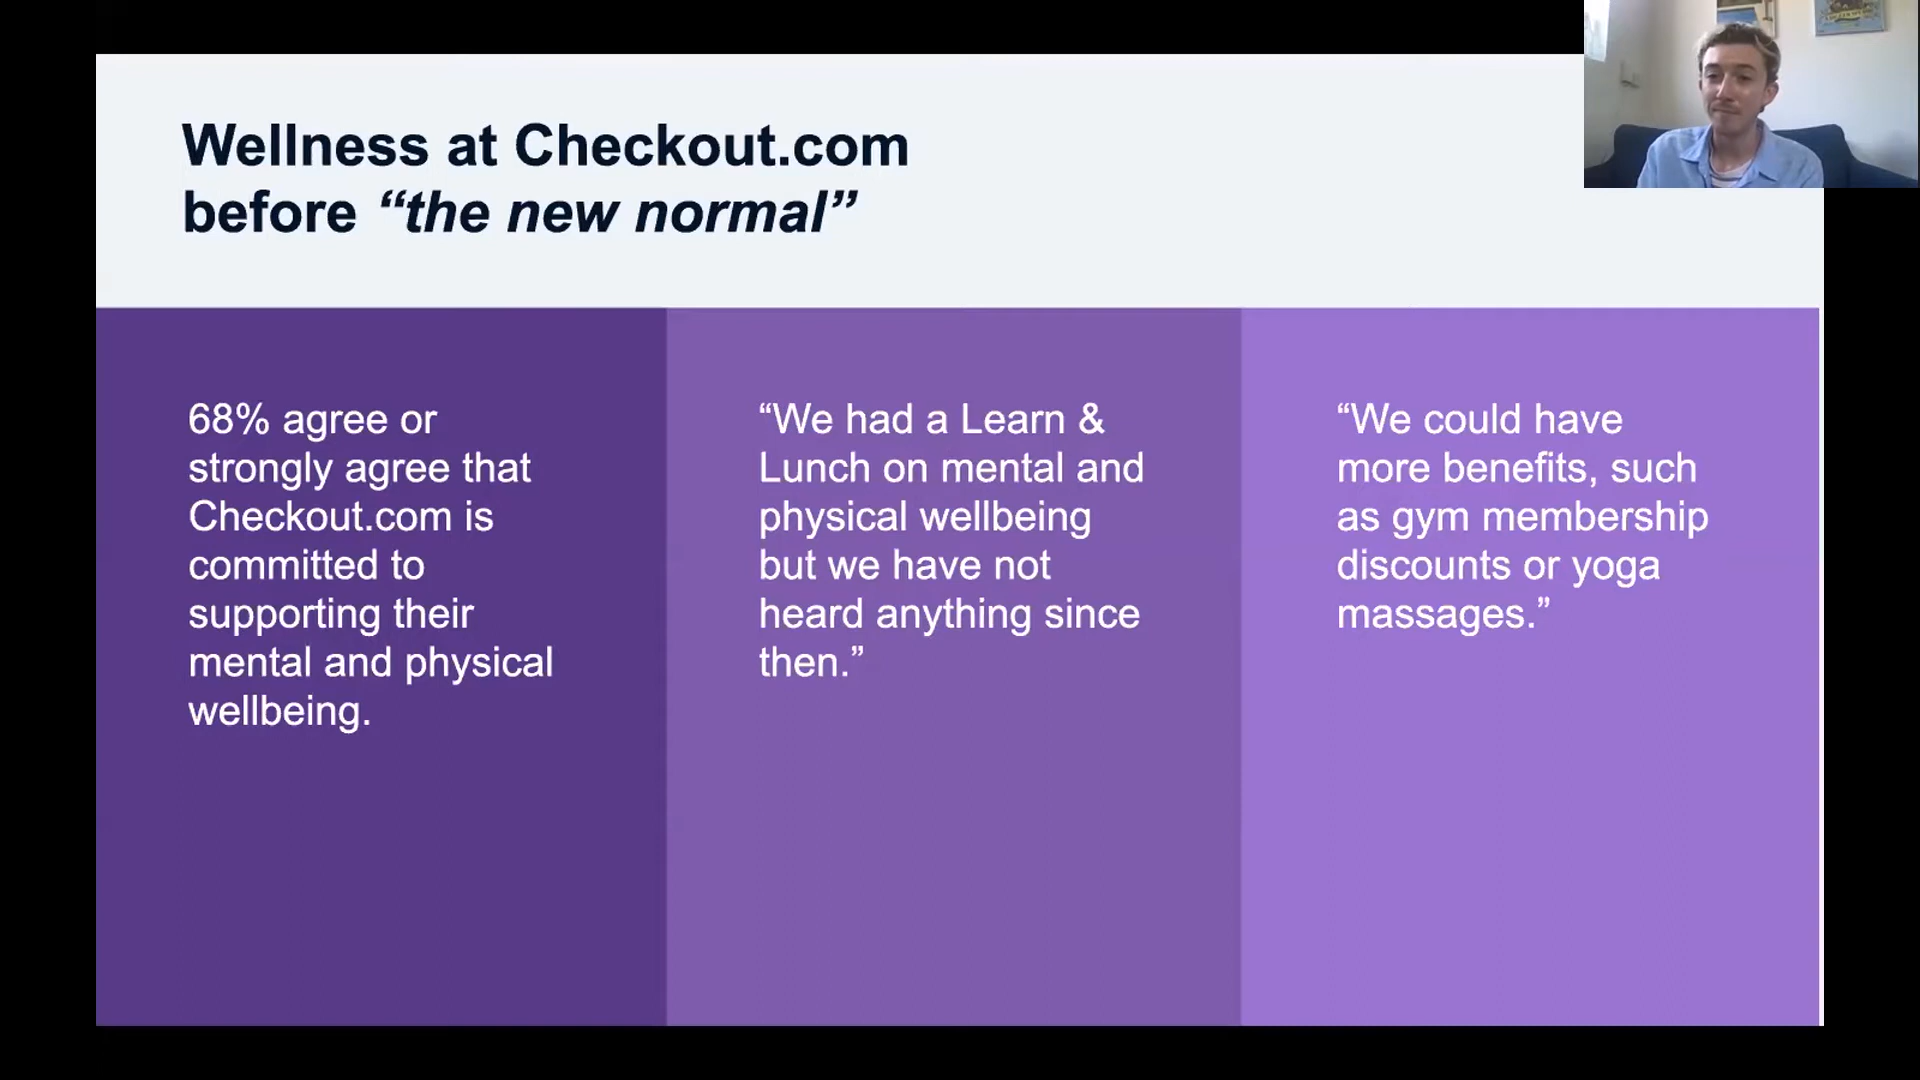 Wellness at Checkout.com
before “the new normal”
68% agree or
strongly agree that
Checkout.com is
committed to
supporting their
mental and physical
wellbeing.
“We had a Learn &
Lunch on mental and
physical wellbeing
but we have not
heard anything since
then.”
“We could have
more benefits, such
as gym membership
discounts or yoga
massages.”